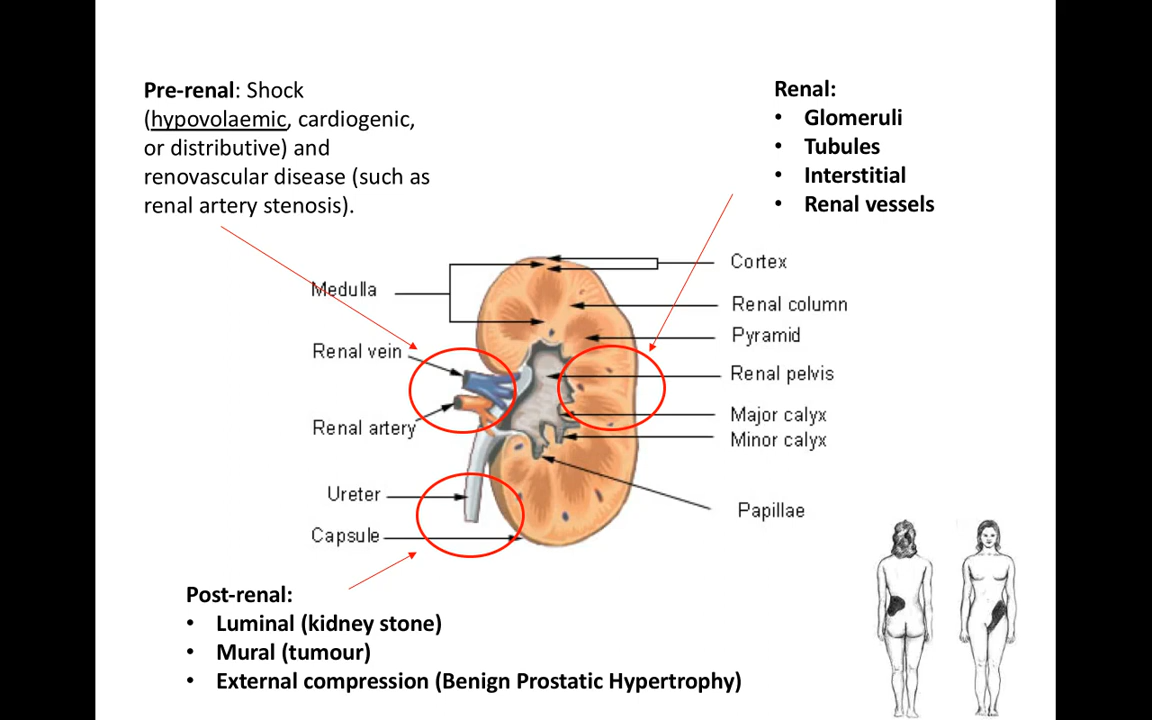 Pre-renal: Shock
(hypovolaemic, cardiogenic,
or distributive) and
renovascular disease (such as
renal artery stenosis).
Renal:
• Glomeruli
• Tubules
• Interstitial
• Renal vessels
Medulla
Renal vein
Renal artery
Ureter
Capsule
Cortex
Renal column
Pyramid
Renal pelvis
Major calyx
Minor calyx
Papillae
Post-renal:
• Luminal (kidney stone)
• Mural (tumour)
• External compression (Benign Prostatic Hypertrophy)